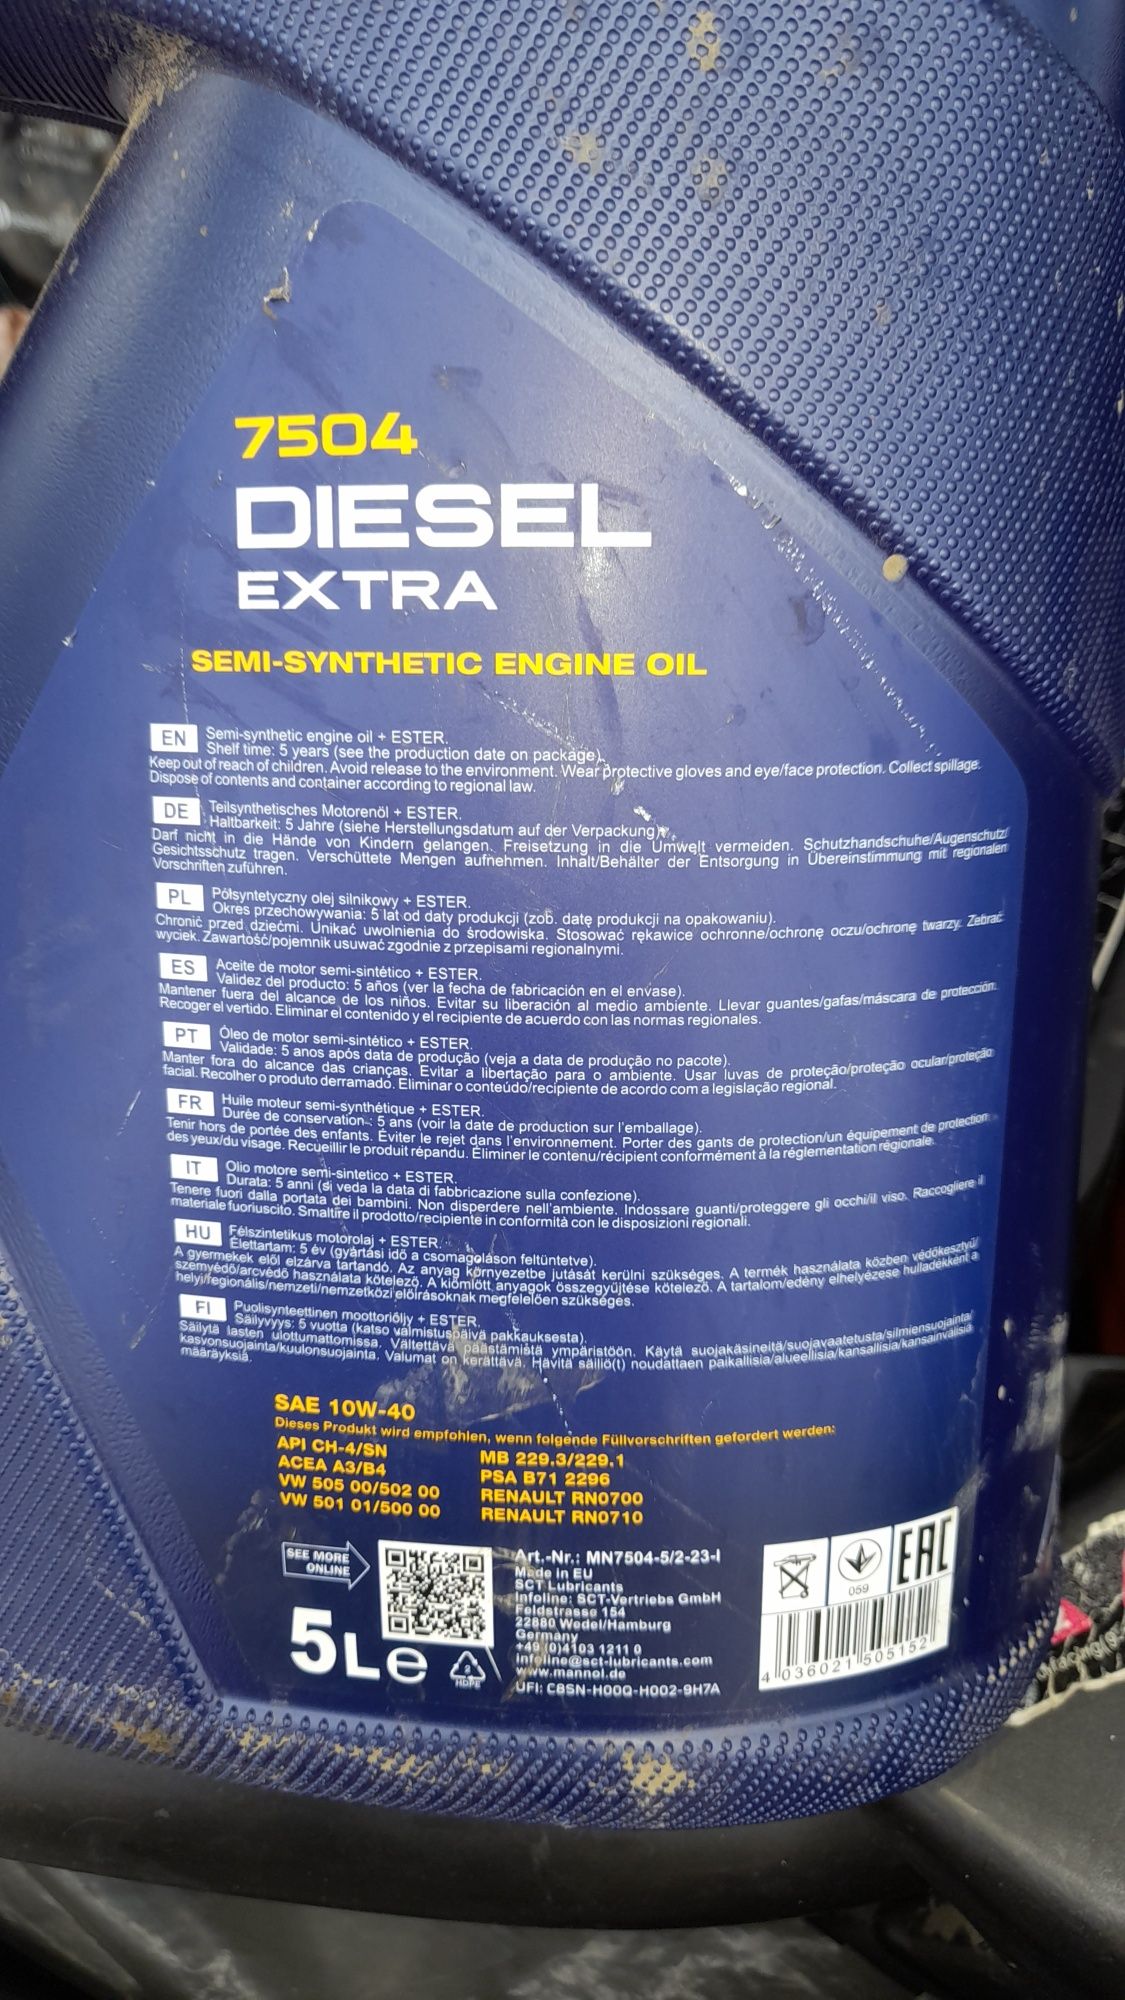 7504
DIESEL
EXTRA
SEMI-SYNTHETIC ENGINE OIL
EN Semi-synthetic engine oil + ESTER.
Shelf time: 5 years (see the production date on package).
Keep out of reach of children. Avoid release to the environment. Wear protective gloves and eye/face protection. Collect spillage.
Dispose of contents and container according to regional law.
DE Teilsynthetisches Motorenöl + ESTER.
Haltbarkeit: 5 Jahre (siehe Herstellungsdatum auf der Verpackung).
Darf nicht in die Hände von Kindern gelangen. Freisetzung in die Umwelt vermeiden. Schutzhandschuhe/Augenschutz/
Gesichtsschutz tragen. Verschüttete Mengen aufnehmen. Inhalt/Behälter der Entsorgung in Übereinstimmung mit regionalen
Vorschriften zuführen.
PL Półsyntetyczny olej silnikowy + ESTER.
Okres przechowywania: 5 lat od daty produkcji (zob. datę produkcji na opakowaniu).
Chronić przed dziećmi. Unikać uwolnienia do środowiska. Stosować rękawice ochronne/ochronę oczu/ochronę twarzy. Zebrać
wyciek. Zawartość/pojemnik usuwać zgodnie z przepisami regionalnymi.
ES Aceite de motor semi-sintético + ESTER.
Validez del producto: 5 años (ver la fecha de fabricación en el envase).
Mantener fuera del alcance de los niños. Evitar su liberación al medio ambiente. Llevar guantes/gafas/máscara de protección.
Recoger el vertido. Eliminar el contenido y el recipiente de acuerdo con las normas regionales.
PT Óleo de motor semi-sintético + ESTER.
Validade: 5 anos após data de produção (veja a data de produção no pacote).
Manter fora do alcance das crianças. Evitar a libertação para o ambiente. Usar luvas de proteção/proteção ocular/proteção
facial. Recolher o produto derramado. Eliminar o conteúdo/recipiente de acordo com a legislação regional.
FR Huile moteur semi-synthétique + ESTER.
Durée de conservation : 5 ans (voir la date de production sur l'emballage).
Tenir hors de portée des enfants. Éviter le rejet dans l'environnement. Porter des gants de protection/un équipement de protection
des yeux/du visage. Recueillir le produit répandu. Éliminer le contenu/récipient conformément à la réglementation régionale.
IT Olio motore semi-sintetico + ESTER.
Durata: 5 anni (si veda la data di fabbricazione sulla confezione).
Tenere fuori dalla portata dei bambini. Non disperdere nell'ambiente. Indossare guanti/proteggere gli occhi/il viso. Raccogliere il
materiale fuoriuscito. Smaltire il prodotto/recipiente in conformità con le disposizioni regionali.
HU Félszintetikus motorolaj + ESTER.
Élettartam: 5 év (gyártási idő a csomagoláson feltüntetve).
A gyermekek elől elzárva tartandó. Az anyag környezetbe jutását kerülni szükséges. A termék használata közben védőkesztyű/
szemvédő/arcvédő használata kötelező. A kiömlött anyagok összegyűjtése kötelező. A tartalom/edény elhelyézese hulladékként a
helyi/regionális/nemzeti/nemzetközi előírásoknak megfelelően szükséges.
FI Puolisynteettinen moottoriöljy + ESTER.
Säilyvyys: 5 vuotta (katso valmistuspäivä pakkauksesta).
Säilytä lasten ulottumattomissa. Vältettävä päästämistä ympäristöön. Käytä suojakäsineitä/suojavaatetusta/silmiensuojainta/
kasvonsuojainta/kuulonsuojainta. Valumat on kerättävä. Hävitä säiliö(t) noudattaen paikallisia/alueellisia/kansallisia/kansainvälisiä
määräyksiä.
SAE 10W-40
Dieses Produkt wird empfohlen, wenn folgende Füllvorschriften gefordert werden:
API CH-4/SN
ACEA A3/B4
VW 505 00/502 00
VW 501 01/500 00
MB 229.3/229.1
PSA B71 2296
RENAULT RN0700
RENAULT RN0710
SEE MORE
ONLINE
5L e
2
HDPE
Art.-Nr.: MN7504-5/2-23-I
Made in EU
SCT Lubricants
Infoline: SCT-Vertriebs GmbH
Feldstrasse 154
22880 Wedel/Hamburg
Germany
+49 (0)4103 1211 0
infoline@sct-lubricants.com
www.mannol.de
UFI: C8SN-H00Q-H002-9H7A
059
EAC
4 036021 505152